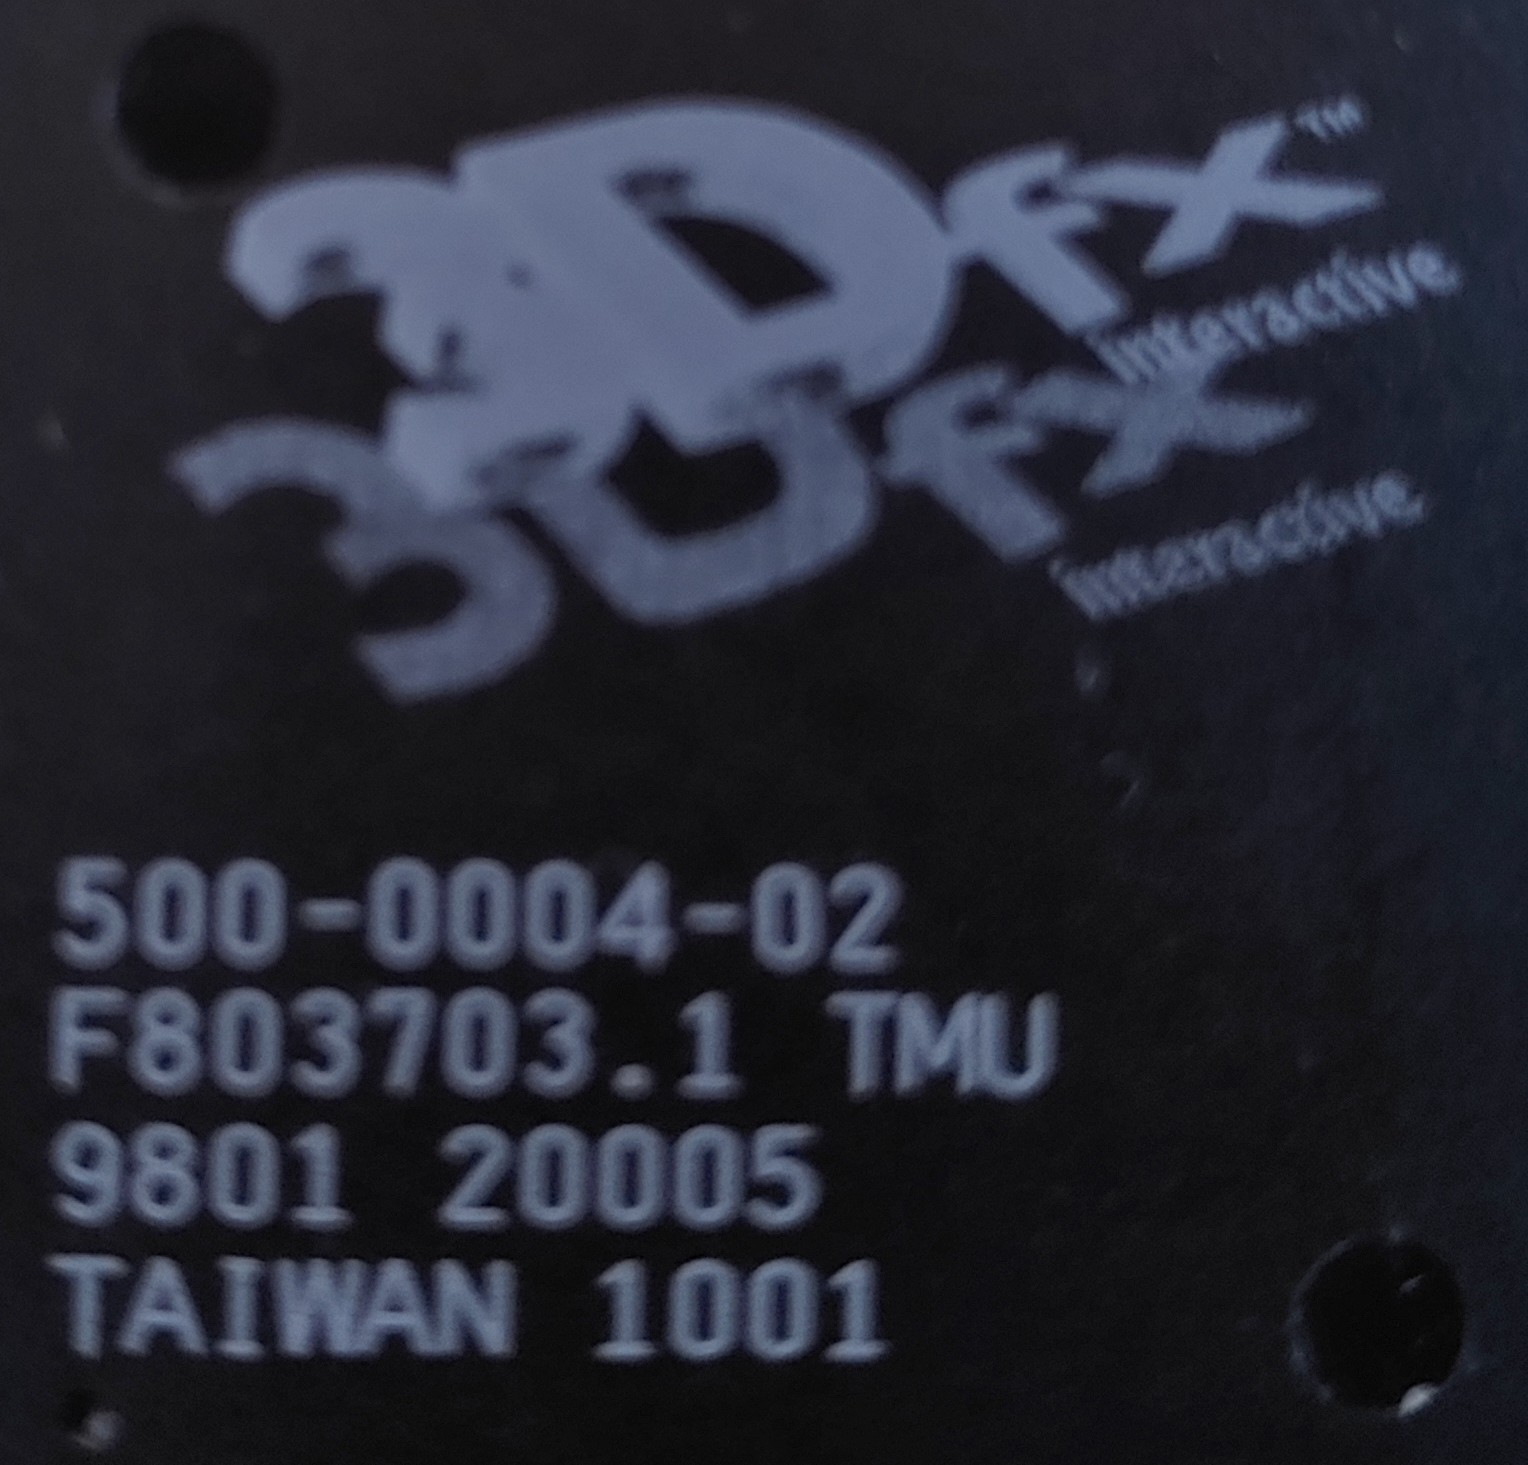 3Dfx™
interactive
3Dfx
interactive
500-0004-02
F803703.1 TMU
9801 20005
TAIWAN 1001